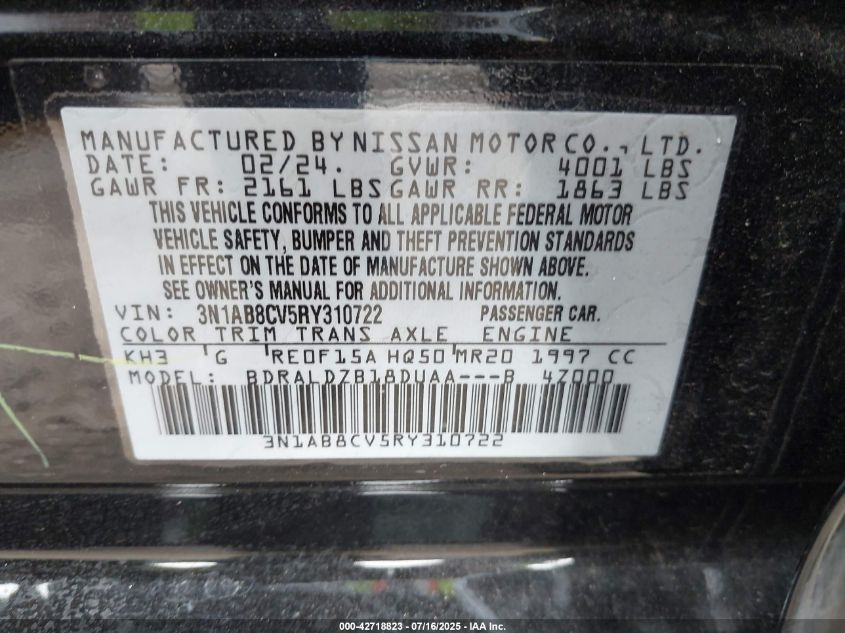 MANUFACTURED BY NISSAN MOTOR CO., LTD.
DATE: 02/24. GVWR: 4001 LBS
GAWR FR: 2161 LBS GAWR RR: 1863 LBS
THIS VEHICLE CONFORMS TO ALL APPLICABLE FEDERAL MOTOR
VEHICLE SAFETY, BUMPER AND THEFT PREVENTION STANDARDS
IN EFFECT ON THE DATE OF MANUFACTURE SHOWN ABOVE.
SEE OWNER'S MANUAL FOR ADDITIONAL INFORMATION.
VIN: 3N1AB8CV5RY310722 PASSENGER CAR.
COLOR TRIM TRANS AXLE ENGINE
KH3 G RE0F15A HQ50 MR20 1997 CC
MODEL: BDRALDZB18DUAA---B 4Z000
3N1AB8CV5RY310722
000-42718823 - 07/16/2025 - IAA Inc.